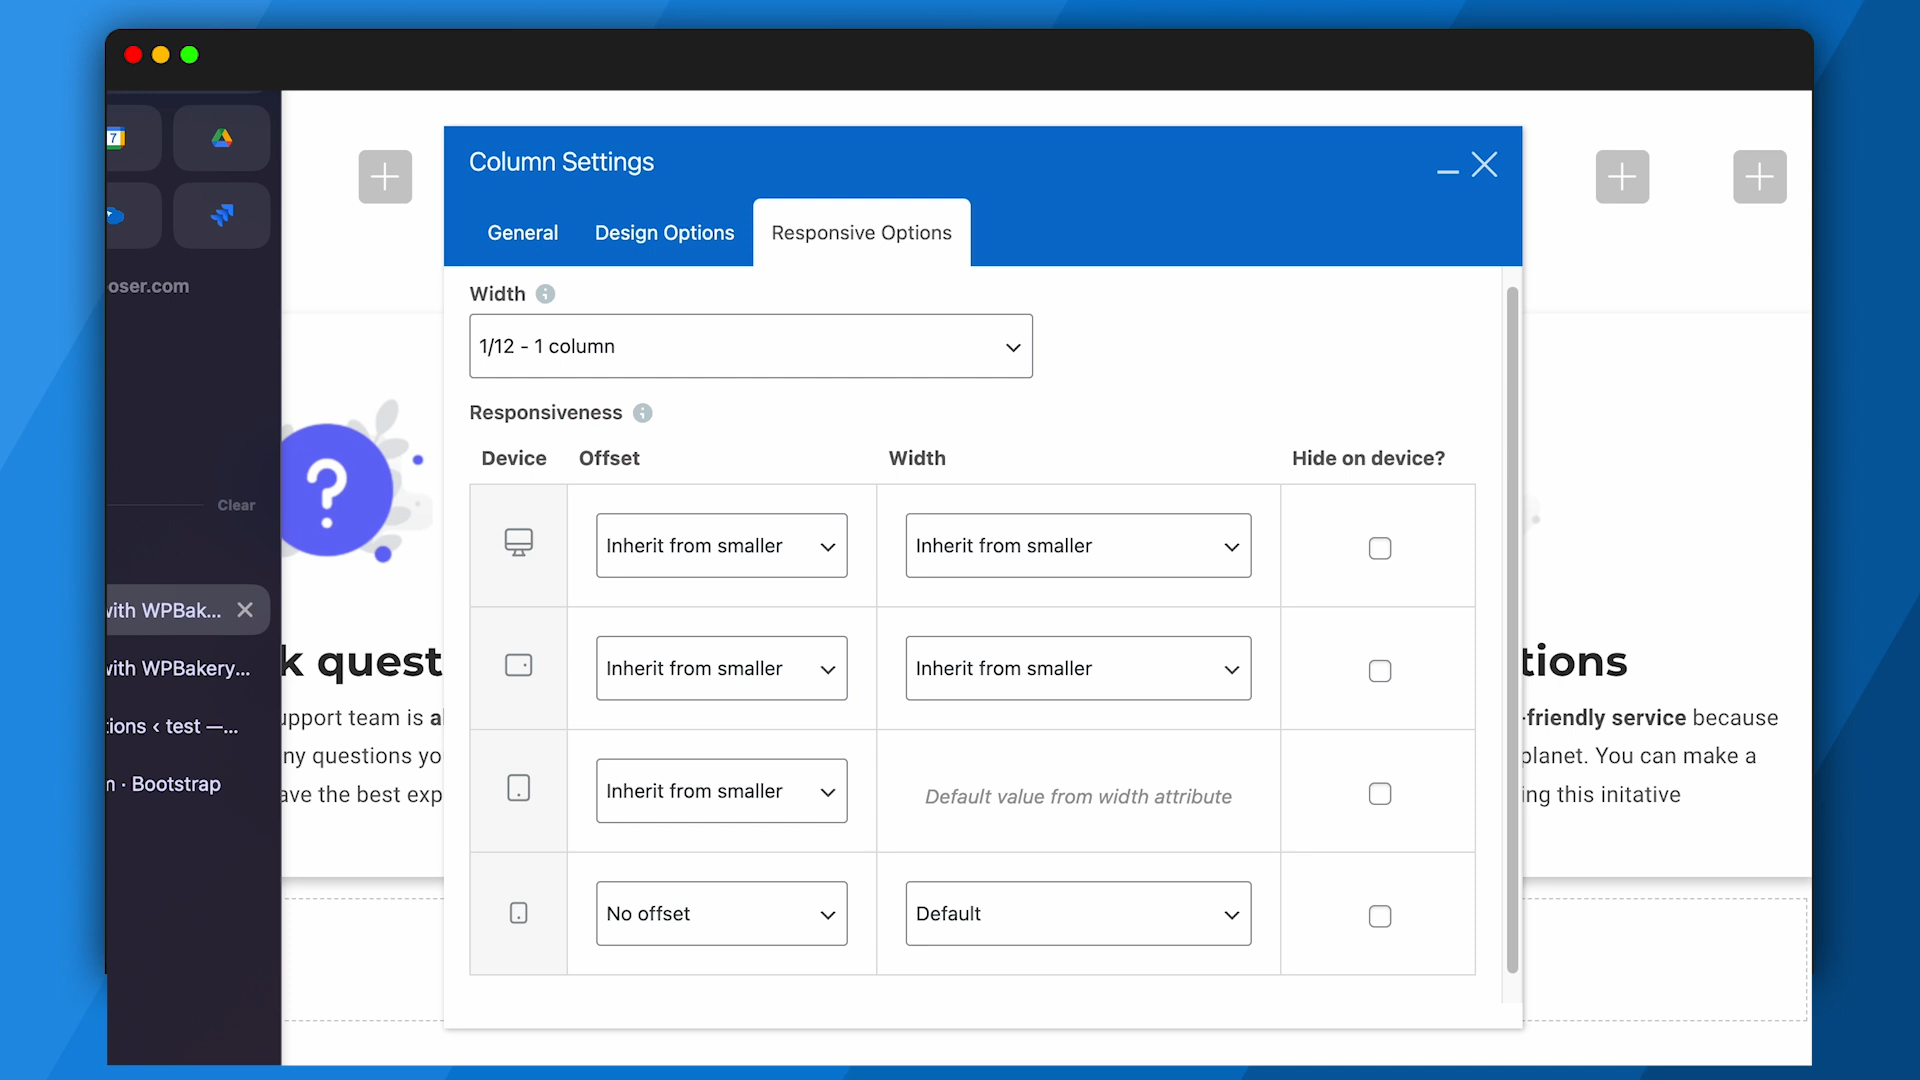 7
oser.com
Clear
with WPBak...
with WPBakery...
tions ‹ test —...
n · Bootstrap
Column Settings
General
Design Options
Responsive Options
Width
1/12 - 1 column
Responsiveness
Device Offset Width Hide on device?
Inherit from smaller Inherit from smaller
Inherit from smaller Inherit from smaller
Inherit from smaller Default value from width attribute
No offset Default
?
k quest
upport team is al
ny questions yo
ave the best exp
tions
-friendly service because
planet. You can make a
ing this initative